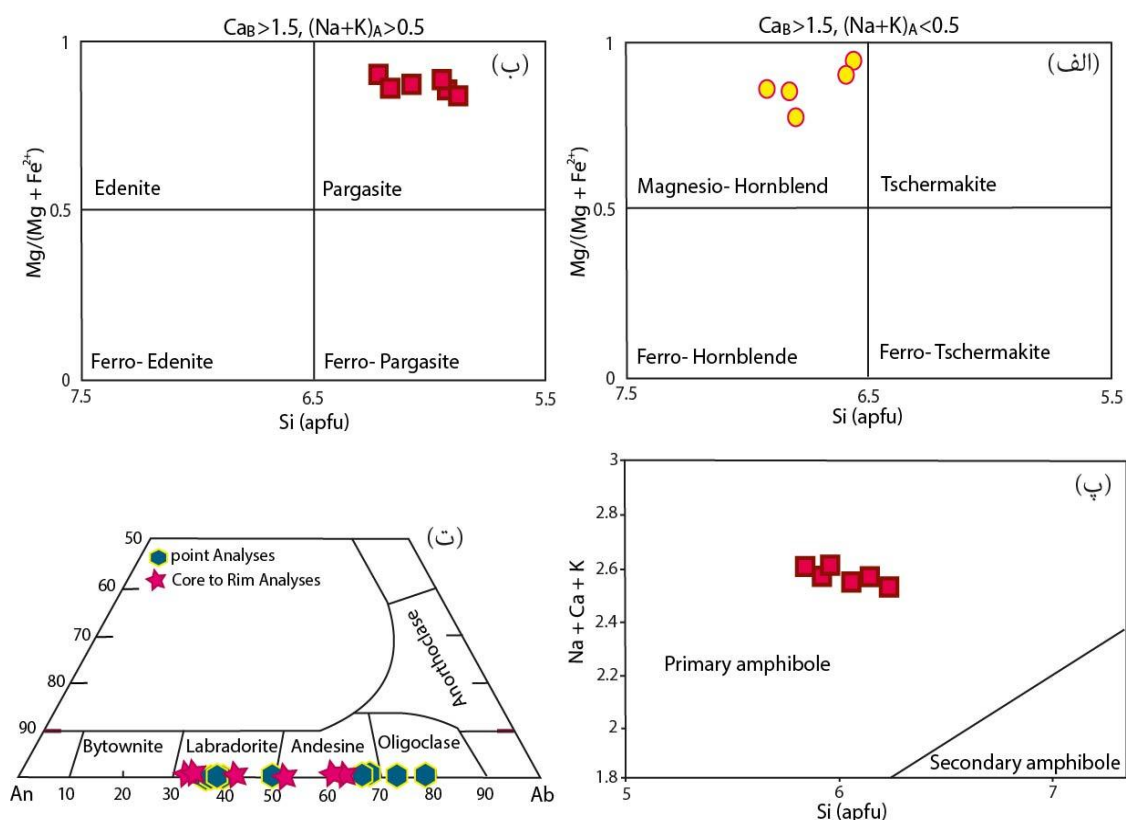 Ca_B>1.5, (Na+K)_A>0.5
(ب)
1
0.5
0
Mg/(Mg + Fe²⁺)
Edenite
Pargasite
Ferro- Edenite
Ferro- Pargasite
7.5
6.5
5.5
Si (apfu)
Ca_B>1.5, (Na+K)_A<0.5
(الف)
1
0.5
0
Mg/(Mg + Fe²⁺)
Magnesio- Hornblend
Tschermakite
Ferro- Hornblende
Ferro- Tschermakite
7.5
6.5
5.5
Si (apfu)
(ت)
50
60
70
80
90
point Analyses
Core to Rim Analyses
Anorthoclase
Bytownite
Labradorite
Andesine
Oligoclase
An
10
20
30
40
50
60
70
80
90
Ab
(پ)
3
2.8
2.6
2.4
2.2
2
1.8
Na + Ca + K
Primary amphibole
Secondary amphibole
5
6
7
Si (apfu)